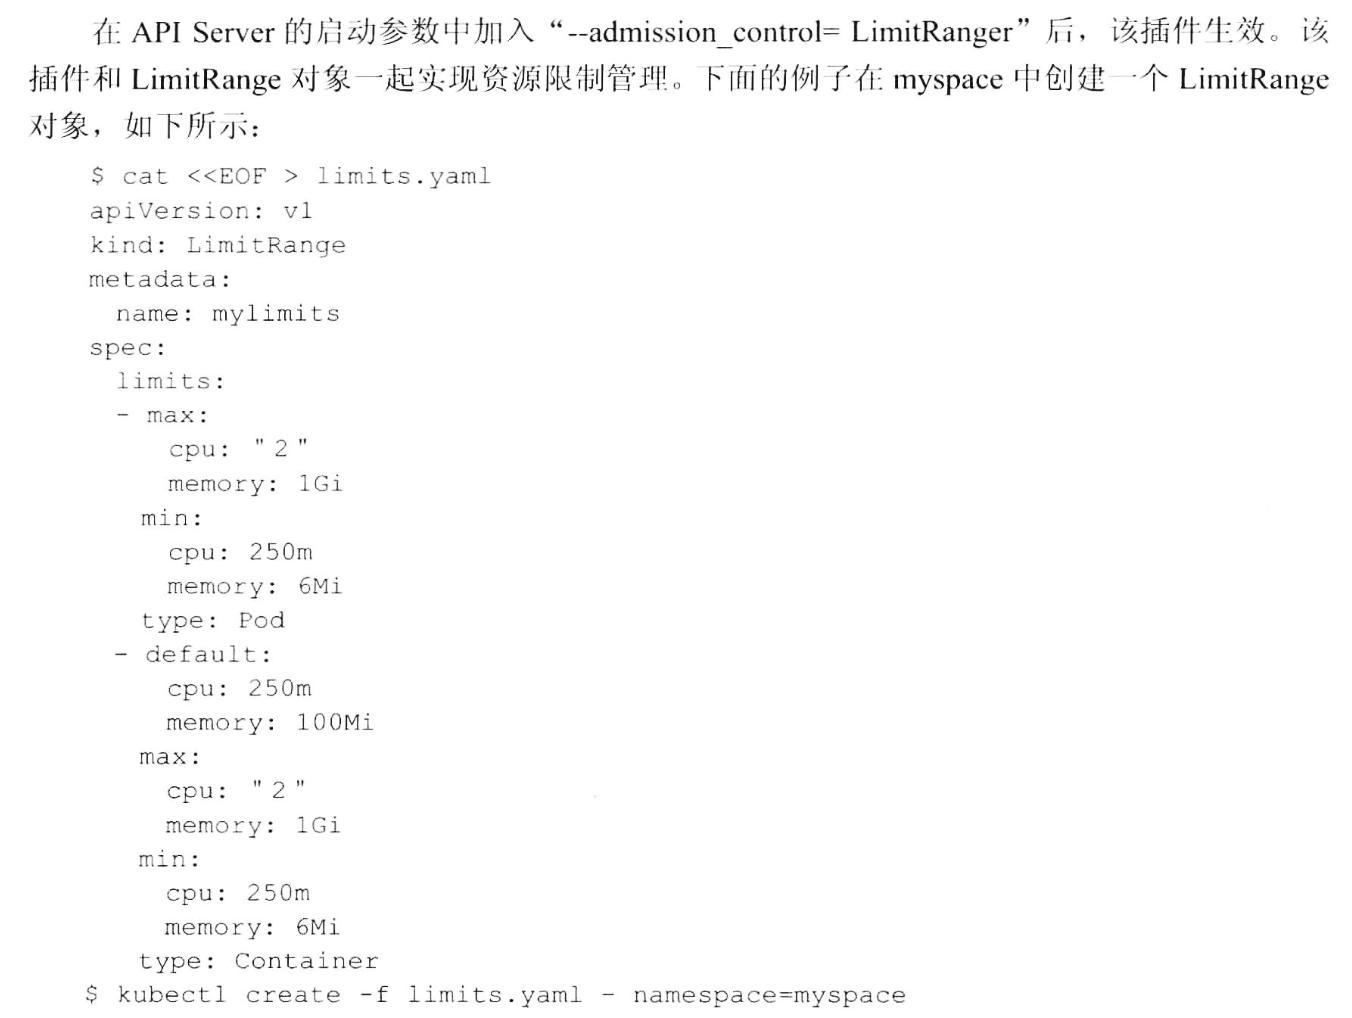 在 API Server 的启动参数中加入“--admission_control= LimitRanger”后，该插件生效。该
插件和 LimitRange 对象一起实现资源限制管理。下面的例子在 myspace 中创建一个 LimitRange
对象，如下所示：
$ cat <<EOF > limits.yaml
apiVersion: v1
kind: LimitRange
metadata:
  name: mylimits
spec:
  limits:
  - max:
      cpu: "2"
      memory: 1Gi
    min:
      cpu: 250m
      memory: 6Mi
    type: Pod
  - default:
      cpu: 250m
      memory: 100Mi
    max:
      cpu: "2"
      memory: 1Gi
    min:
      cpu: 250m
      memory: 6Mi
    type: Container
$ kubectl create -f limits.yaml - namespace=myspace